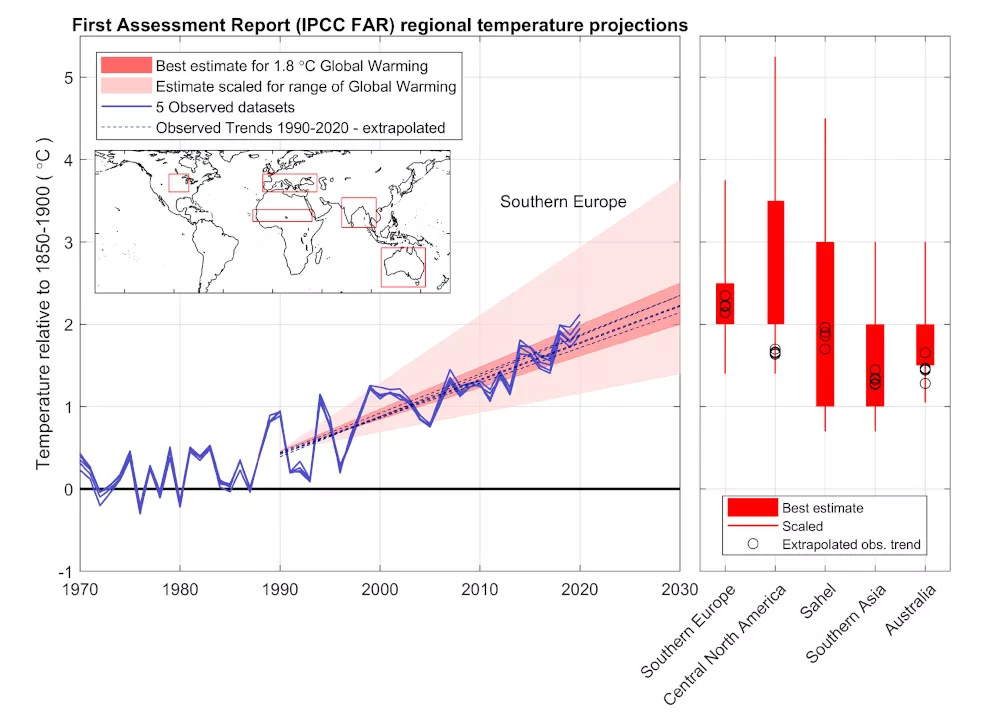 First Assessment Report (IPCC FAR) regional temperature projections
Best estimate for 1.8 °C Global Warming
Estimate scaled for range of Global Warming
5 Observed datasets
Observed Trends 1990-2020 - extrapolated
Southern Europe
Temperature relative to 1850-1900 ( °C )
5
4
3
2
1
0
-1
1970
1980
1990
2000
2010
2020
2030
Best estimate
Scaled
Extrapolated obs. trend
Southern Europe
Central North America
Sahel
Southern Asia
Australia